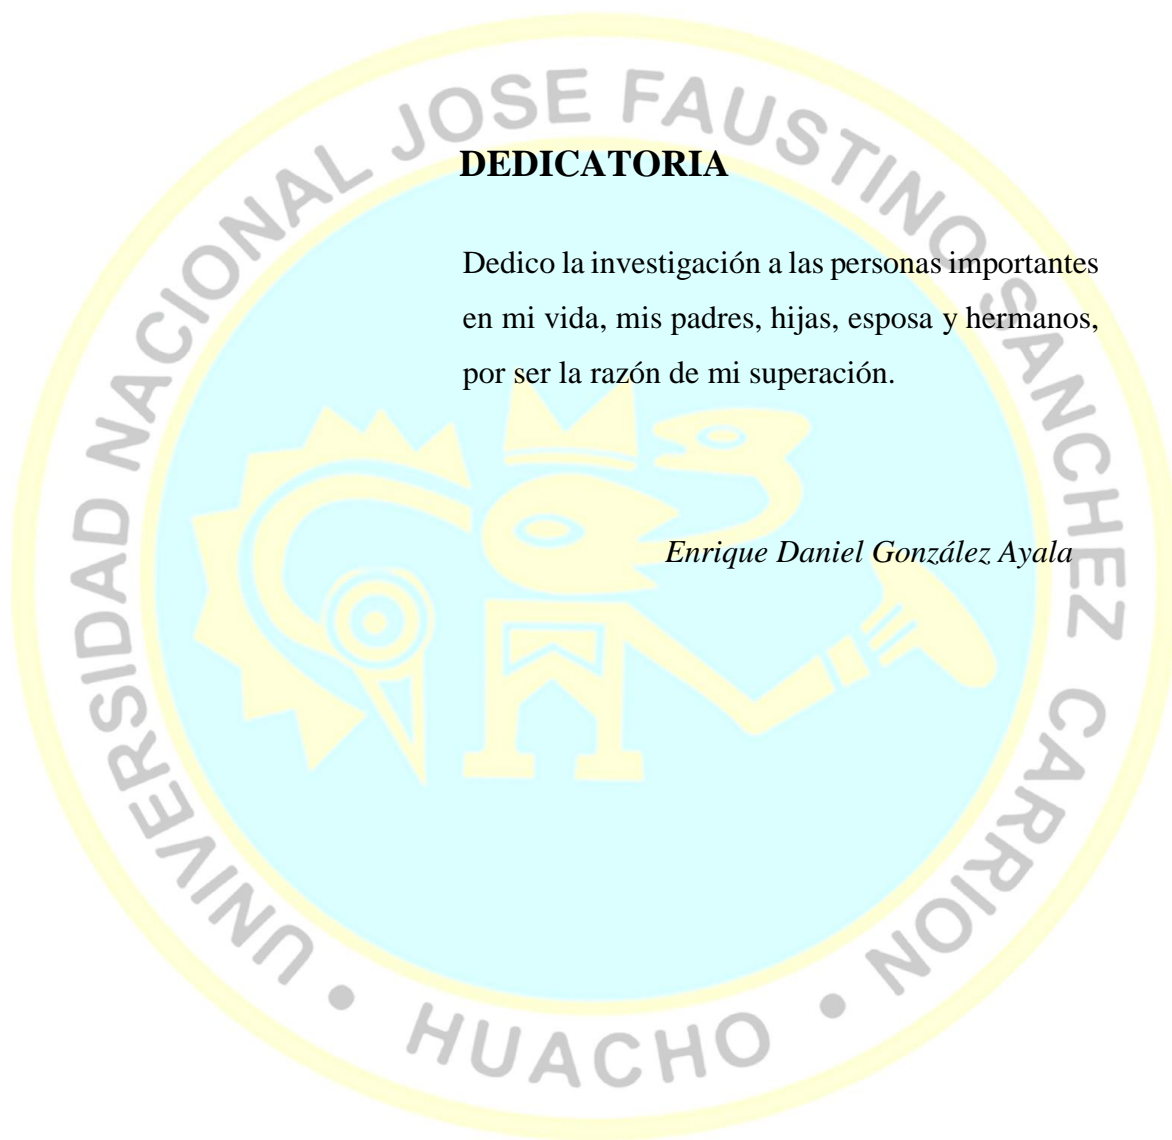 DEDICATORIA
Dedico la investigación a las personas importantes
en mi vida, mis padres, hijas, esposa y hermanos,
por ser la razón de mi superación.
Enrique Daniel González Ayala
UNIVERSIDAD NACIONAL JOSE FAUSTINO SANCHEZ CARRION
• HUACHO •